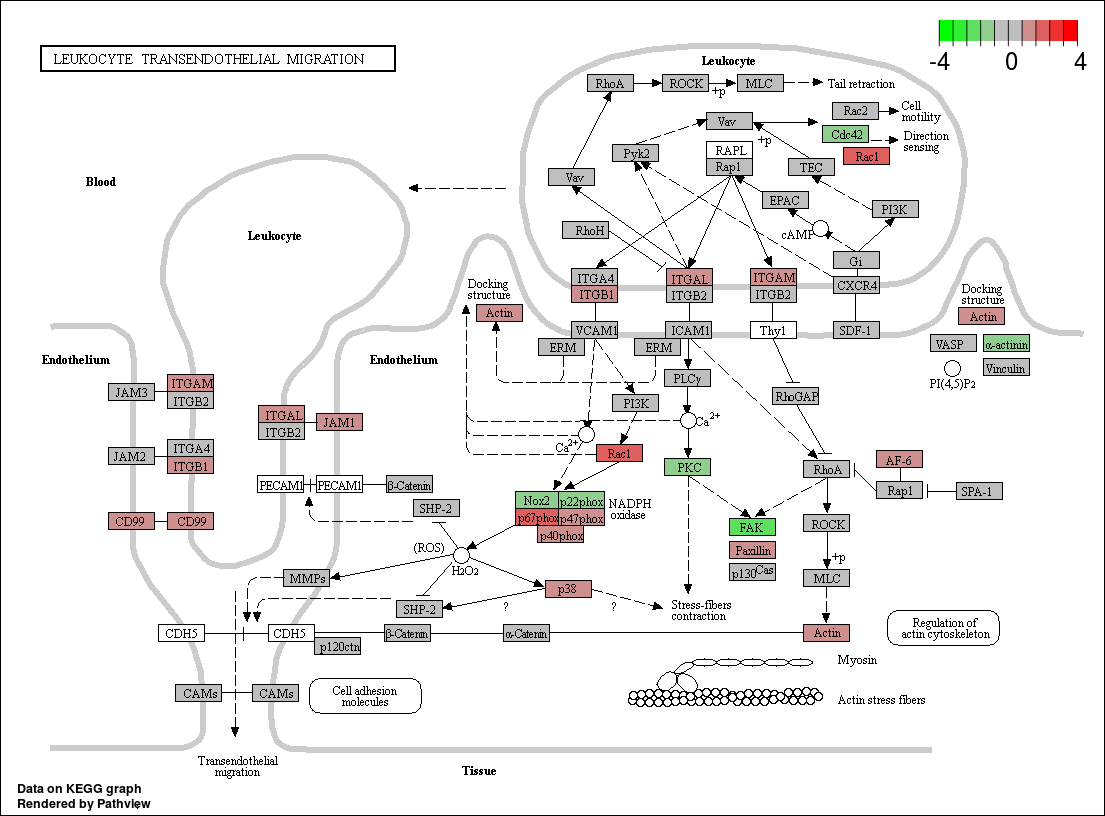 LEUKOCYTE TRANSENDOTHELIAL MIGRATION
-4 0 4
Leukocyte
RhoA ROCK +p MLC Tail retraction
Rac2 Cell
motility
Vav +p Cdc42 Direction
sensing
Rac1
Pyk2 RAPL
Rap1 TEC
Blood
Vav
EPAC PI3K
Leukocyte
RhoH cAMP
Gi
ITGA4 ITGAL ITGAM CXCR4
ITGB1 ITGB2 ITGB2
Docking
structure
Actin
Docking
structure
Actin
VCAM1 ICAM1 Thy1 SDF-1
ERM ERM VASP α-actinin
Endothelium Endothelium
PI(4,5)P2 Vinculin
JAM3 ITGAM
ITGB2
PLCγ
PI3K RhoGAP
ITGAL JAM1
ITGB2
Ca2+ Ca2+
JAM2 ITGA4
ITGB1
Rac1 PKC RhoA AF-6
PECAM1 PECAM1 β-Catenin Rap1 SPA-1
Nox2 p22phox NADPH
oxidase
p67phox p47phox
p40phox
SHP-2
CD99 CD99
FAK ROCK
(ROS)
H2O2
Paxillin +p
p130Cas MLC
MMPs p38
SHP-2 ? ? Stress-fibers
contraction
CDH5 CDH5 β-Catenin α-Catenin Actin
p120ctn
Regulation of
actin cytoskeleton
Myosin
CAMs CAMs Cell adhesion
molecules
Actin stress fibers
Transendothelial
migration
Tissue
Data on KEGG graph
Rendered by Pathview